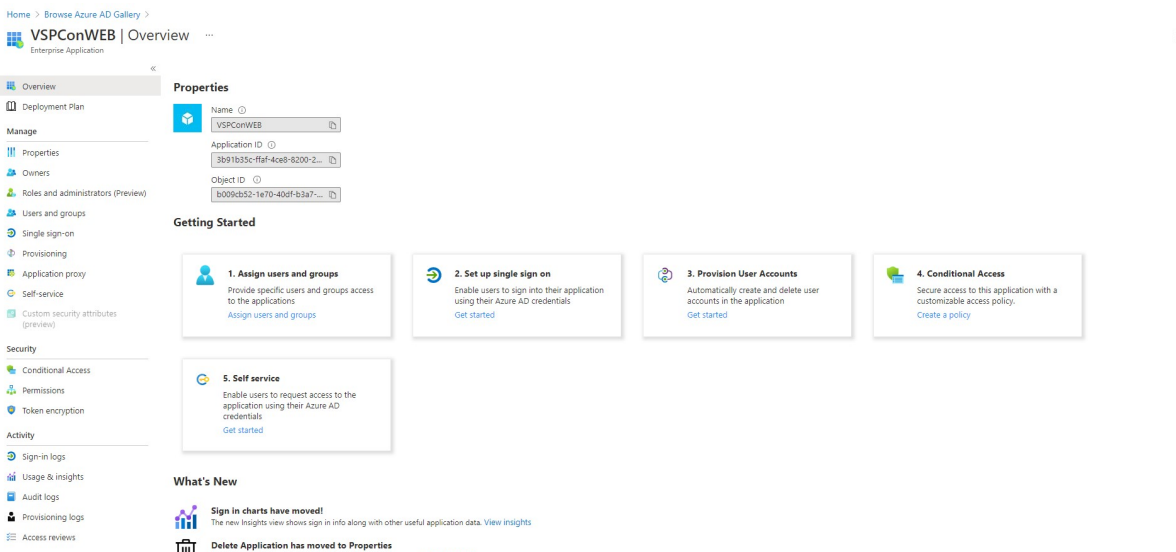 Home > Browse Azure AD Gallery >
VSPConWEB | Overview ...
Enterprise Application
«
Overview
Deployment Plan
Manage
Properties
Owners
Roles and administrators (Preview)
Users and groups
Single sign-on
Provisioning
Application proxy
Self-service
Custom security attributes
(preview)
Security
Conditional Access
Permissions
Token encryption
Activity
Sign-in logs
Usage & insights
Audit logs
Provisioning logs
Access reviews
Properties
Name
VSPConWEB
Application ID
3b91b35c-ffaf-4ce8-8200-2...
Object ID
b009cb52-1e70-40df-b3a7-...
Getting Started
1. Assign users and groups
Provide specific users and groups access
to the applications
Assign users and groups
2. Set up single sign on
Enable users to sign into their application
using their Azure AD credentials
Get started
3. Provision User Accounts
Automatically create and delete user
accounts in the application
Get started
4. Conditional Access
Secure access to this application with a
customizable access policy.
Create a policy
5. Self service
Enable users to request access to the
application using their Azure AD
credentials
Get started
What's New
Sign in charts have moved!
The new Insights view shows sign in info along with other useful application data. View insights
Delete Application has moved to Properties